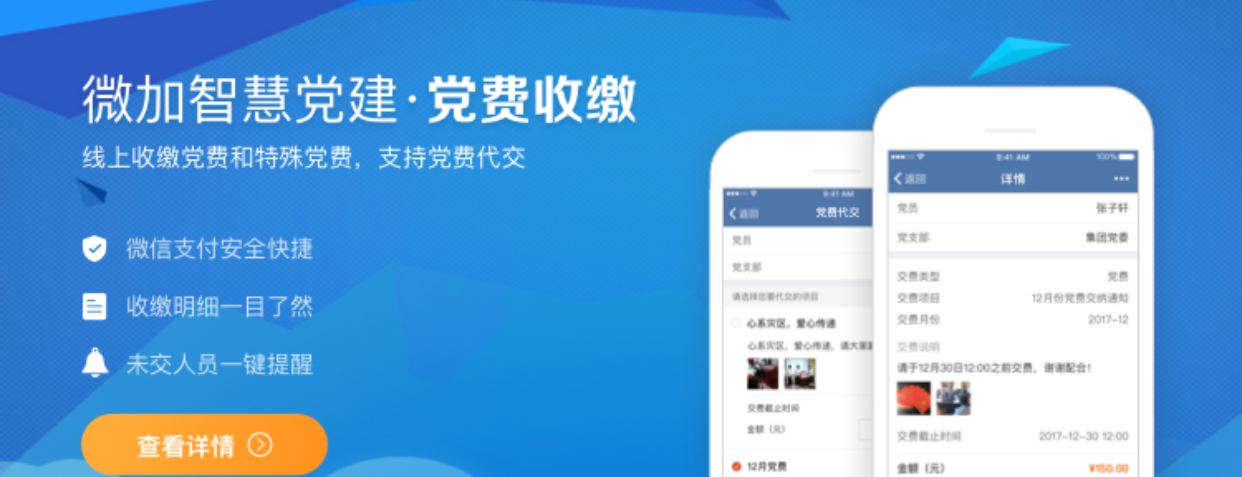 微加智慧党建·党费收缴
线上收缴党费和特殊党费，支持党费代交
微信支付安全快捷
收缴明细一目了然
未交人员一键提醒
查看详情
9:41 AM
返回 党费代交
党员
党支部
请选择您要代交的项目
心系灾区，爱心传递
心系灾区，爱心传递，请大家
交费截止时间
金额（元）
12月党费
9:41 AM 100%
返回 详情
党员 张子轩
党支部 集团党委
交费类型 党费
交费项目 12月份党费交纳通知
交费月份 2017-12
交费说明
请于12月30日12:00之前交费，谢谢配合！
交费截止时间 2017-12-30 12:00
金额（元） ¥150.00